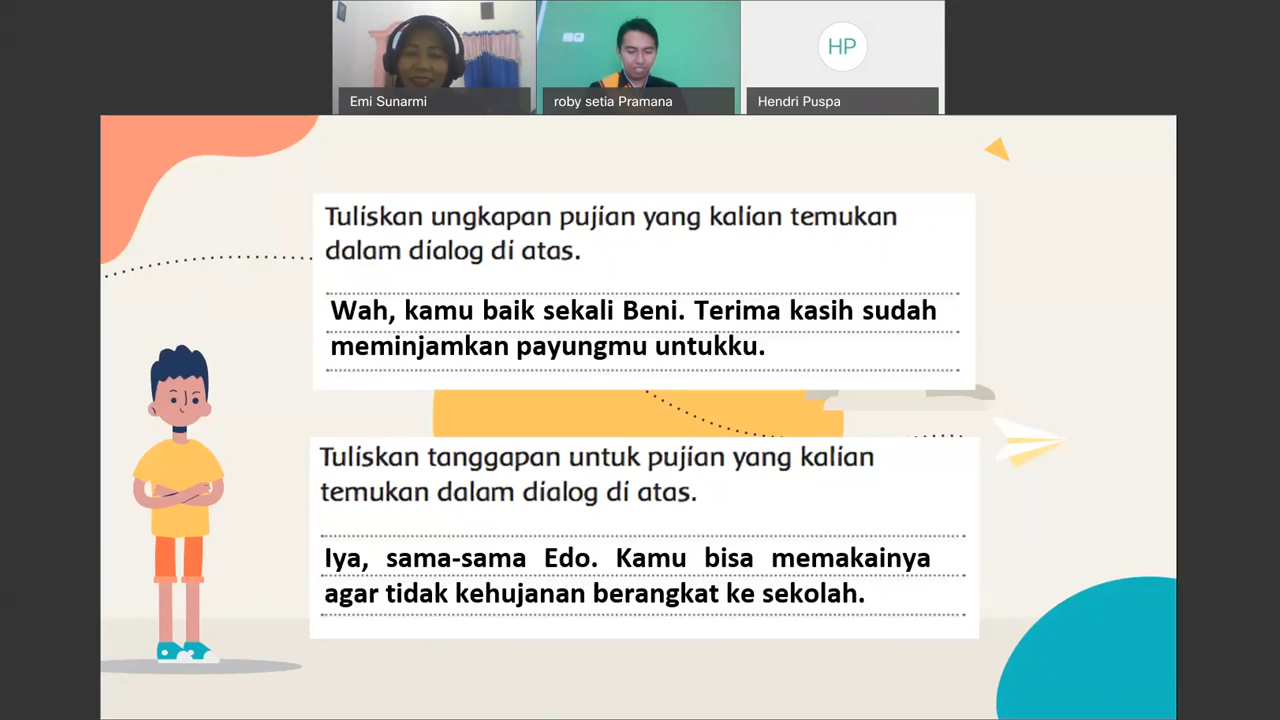 HP
Emi Sunarmi
roby setia Pramana
Hendri Puspa
Tuliskan ungkapan pujian yang kalian temukan
dalam dialog di atas.
Wah, kamu baik sekali Beni. Terima kasih sudah
meminjamkan payungmu untukku.
Tuliskan tanggapan untuk pujian yang kalian
temukan dalam dialog di atas.
Iya, sama-sama Edo. Kamu bisa memakainya
agar tidak kehujanan berangkat ke sekolah.